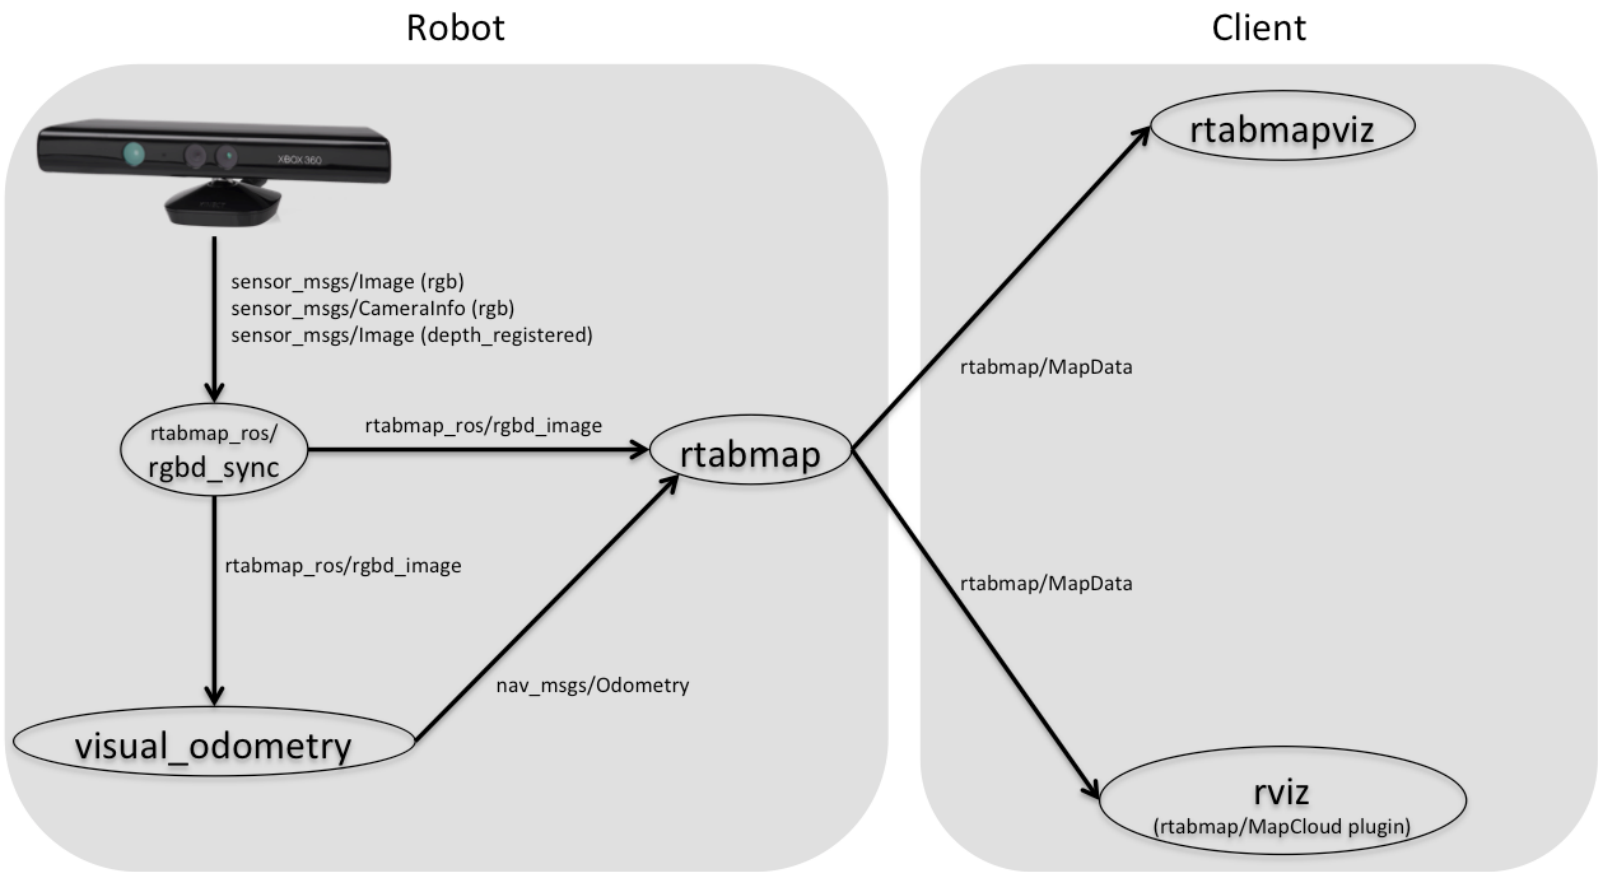 Robot
Client
XBOX 360
sensor_msgs/Image (rgb)
sensor_msgs/CameraInfo (rgb)
sensor_msgs/Image (depth_registered)
rtabmap_ros/
rgbd_sync
rtabmap_ros/rgbd_image
rtabmap
rtabmap_ros/rgbd_image
visual_odometry
nav_msgs/Odometry
rtabmapviz
rtabmap/MapData
rtabmap/MapData
rviz
(rtabmap/MapCloud plugin)